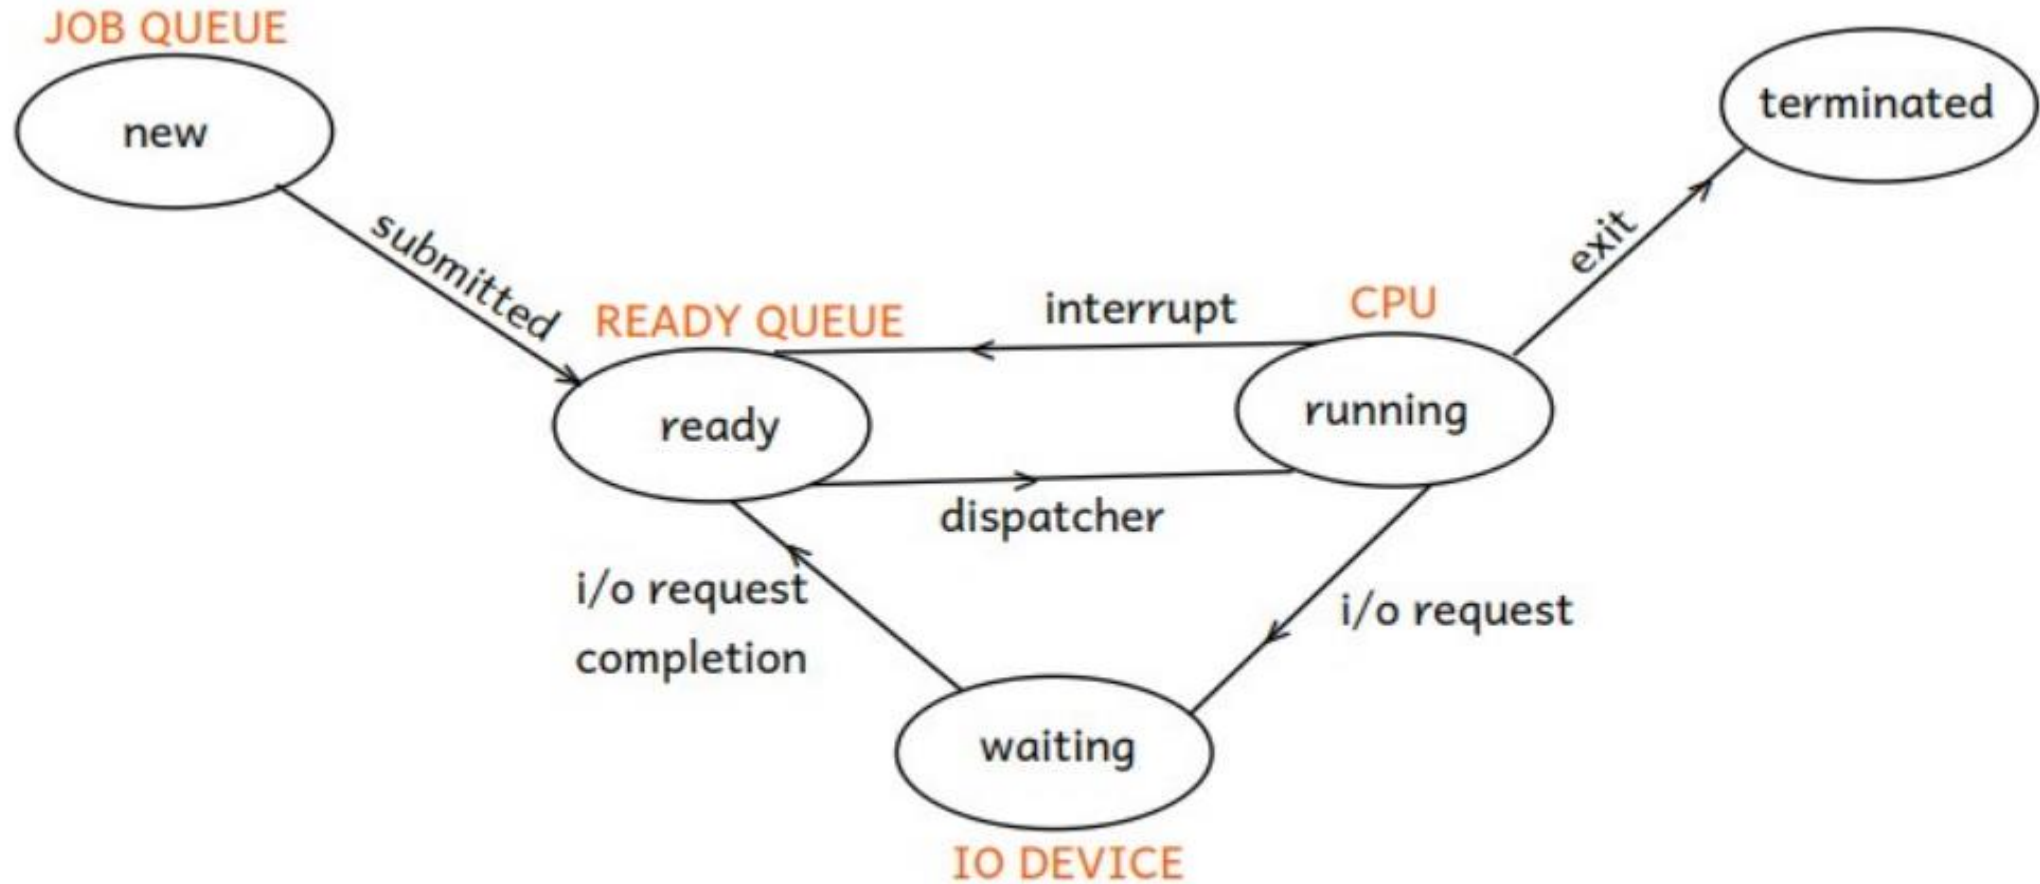 JOB QUEUE
new
terminated
submitted
exit
READY QUEUE
interrupt
CPU
ready
running
dispatcher
i/o request
completion
i/o request
waiting
IO DEVICE